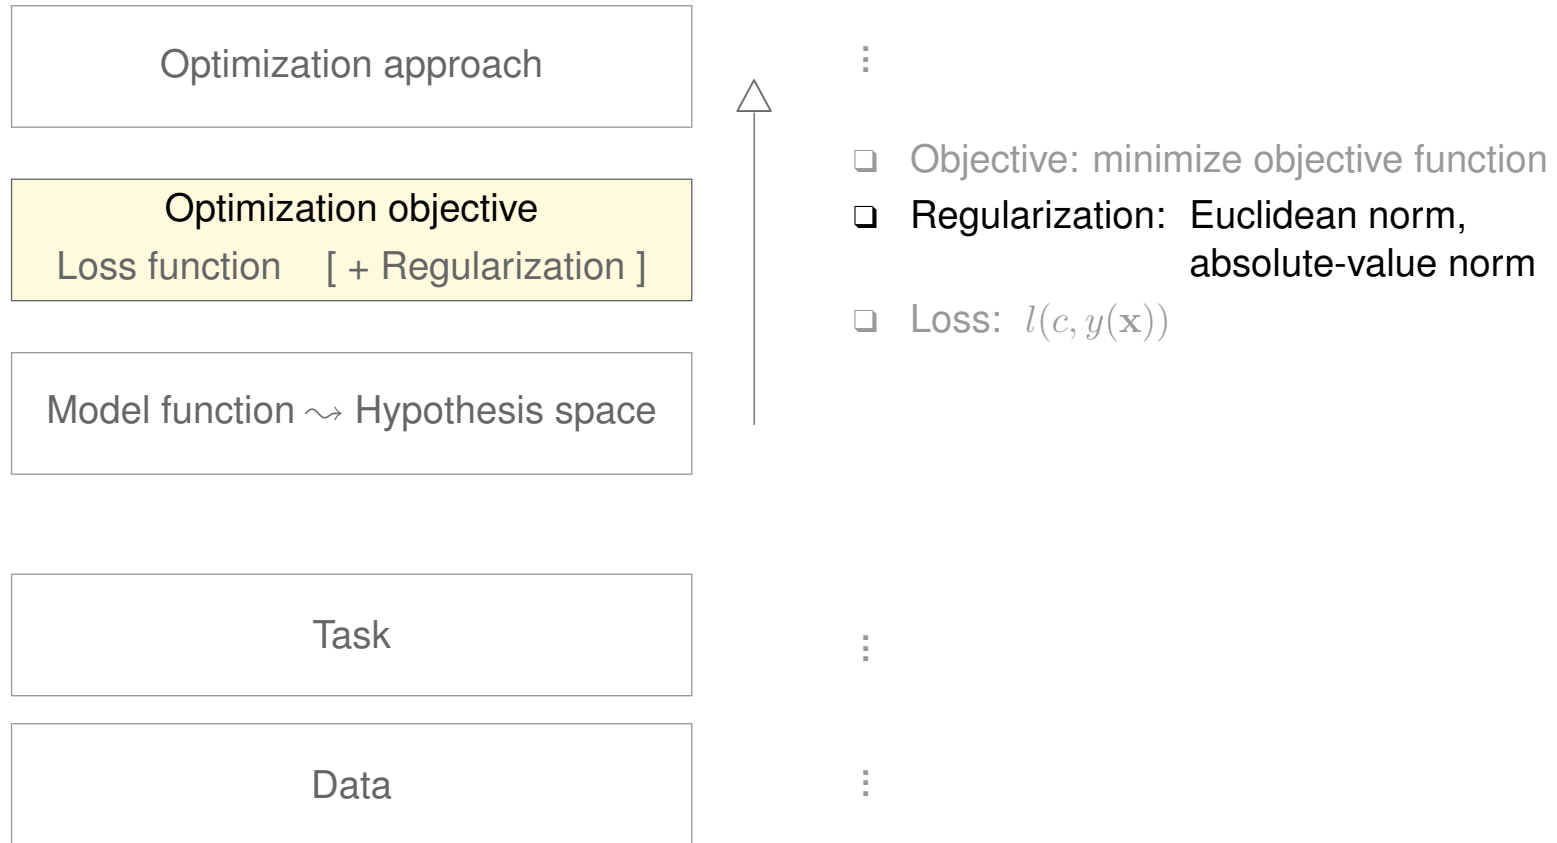 Optimization approach
⋮
Optimization objective
Loss function [ + Regularization ]
❑ Objective: minimize objective function
❑ Regularization: Euclidean norm,
absolute-value norm
❑ Loss: l(c, y(x))
Model function ⤳ Hypothesis space
Task
⋮
Data
⋮